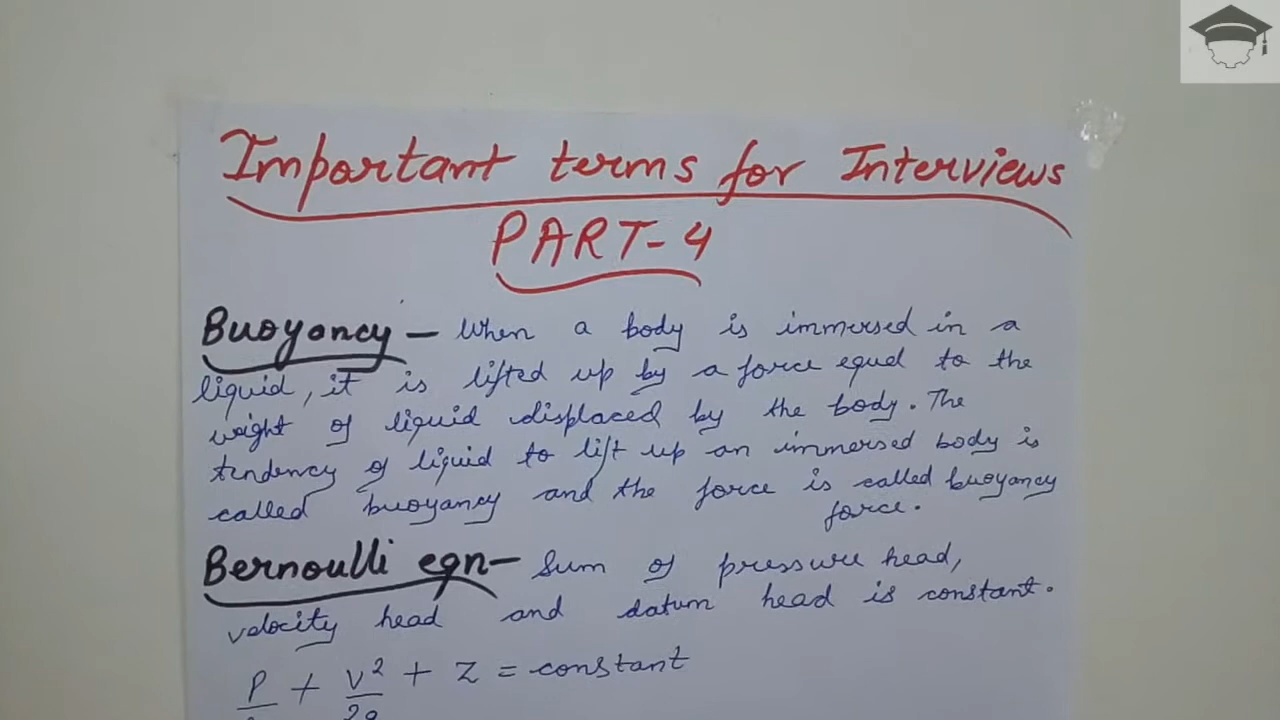 Important terms for Interviews
PART-4
Buoyancy - When a body is immersed in a
liquid, it is lifted up by a force equal to the
weight of liquid displaced by the body. The
tendency of liquid to lift up an immersed body is
called buoyancy and the force is called buoyancy
force.
Bernoulli eqn- Sum of pressure head,
velocity head and datum head is constant.
P/ + V²/2g + Z = constant